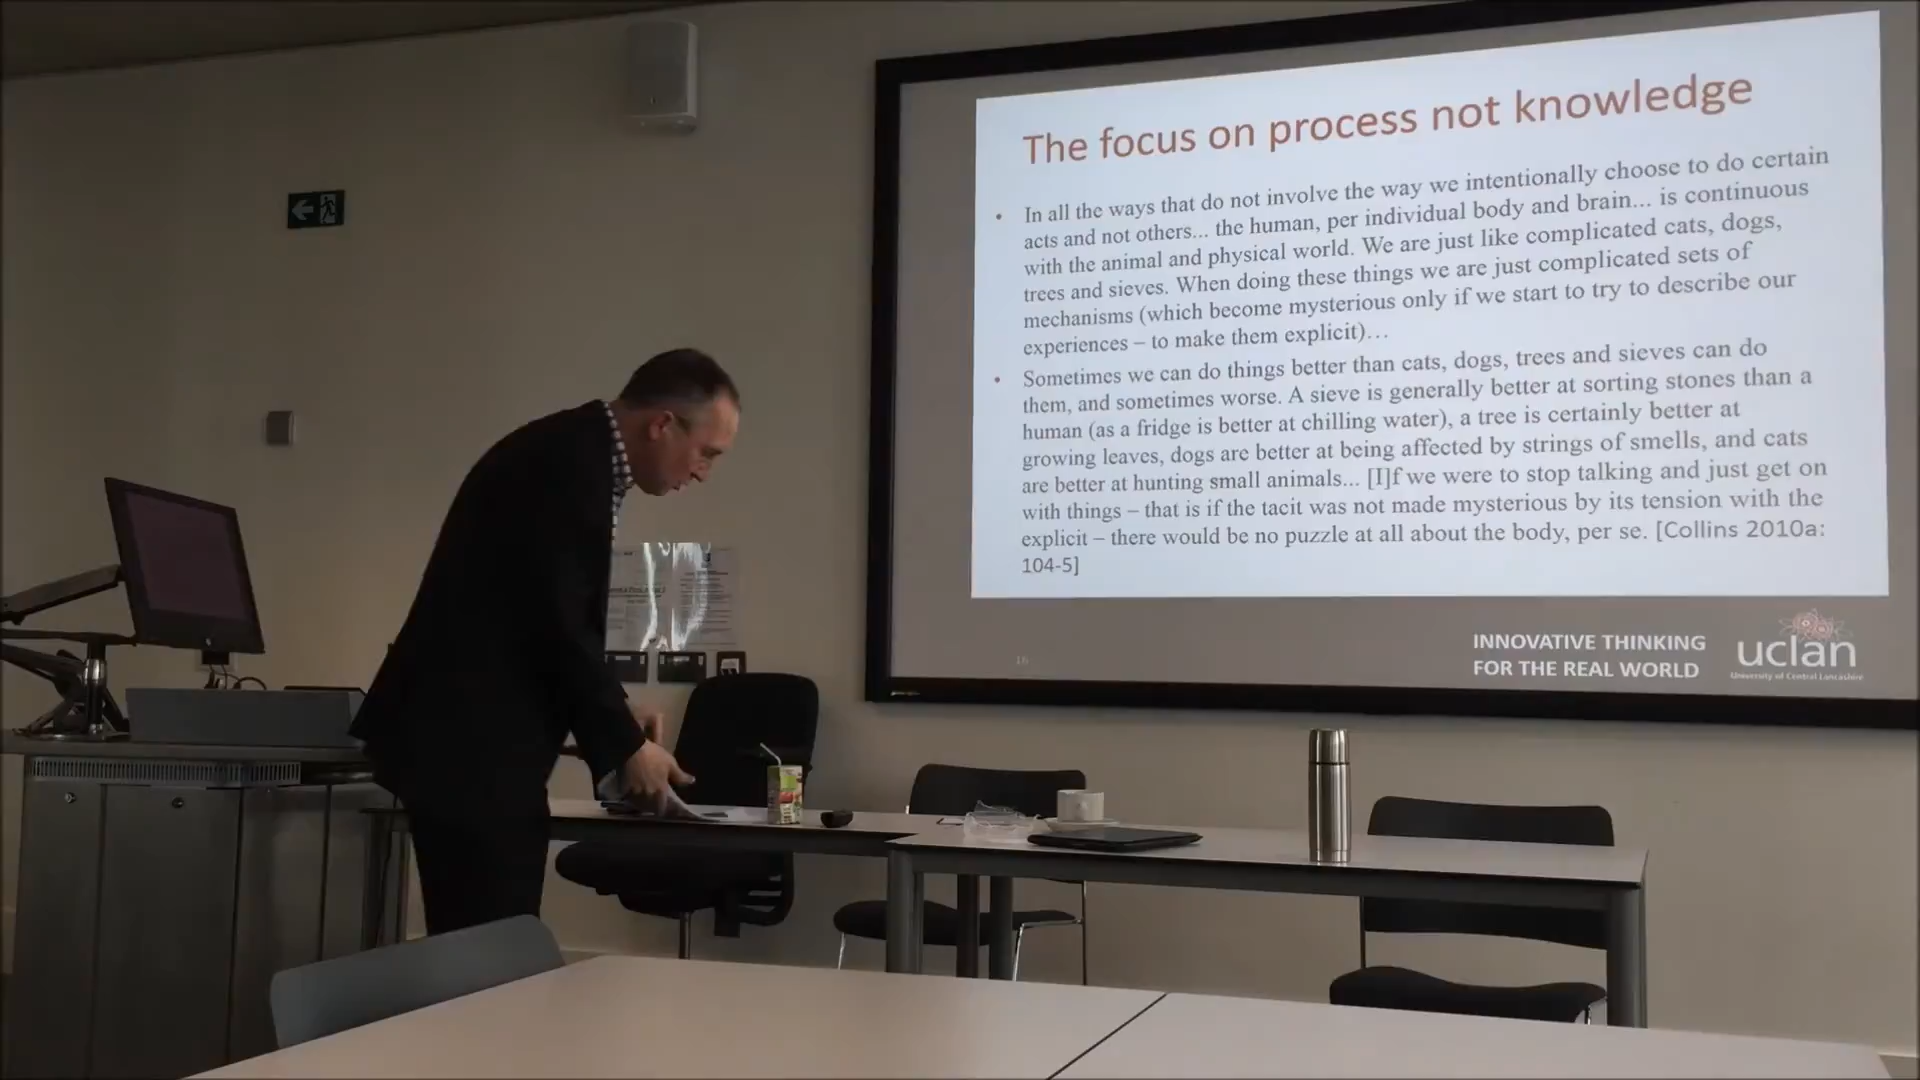 The focus on process not knowledge
• In all the ways that do not involve the way we intentionally choose to do certain
acts and not others... the human, per individual body and brain... is continuous
with the animal and physical world. We are just like complicated cats, dogs,
trees and sieves. When doing these things we are just complicated sets of
mechanisms (which become mysterious only if we start to try to describe our
experiences – to make them explicit)…
• Sometimes we can do things better than cats, dogs, trees and sieves can do
them, and sometimes worse. A sieve is generally better at sorting stones than a
human (as a fridge is better at chilling water), a tree is certainly better at
growing leaves, dogs are better at being affected by strings of smells, and cats
are better at hunting small animals... [I]f we were to stop talking and just get on
with things – that is if the tacit was not made mysterious by its tension with the
explicit – there would be no puzzle at all about the body, per se. [Collins 2010a:
104-5]
16
INNOVATIVE THINKING
FOR THE REAL WORLD
uclan
University of Central Lancashire